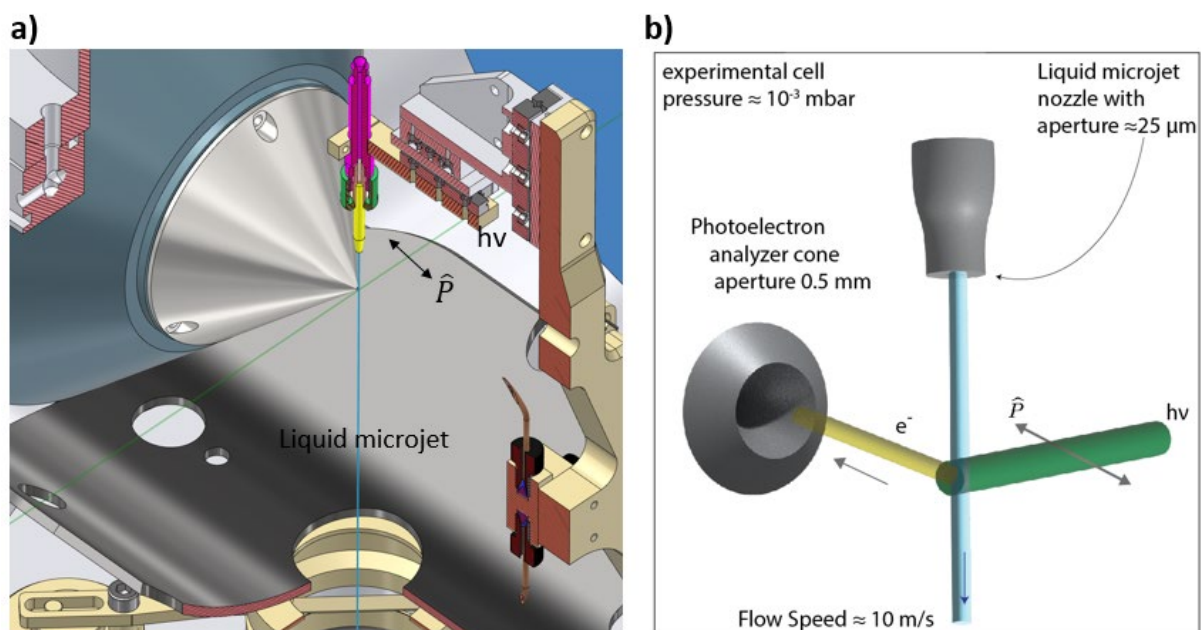 a)
hν
P̂
Liquid microjet
b)
experimental cell
pressure ≈ 10⁻³ mbar
Liquid microjet
nozzle with
aperture ≈25 µm
Photoelectron
analyzer cone
aperture 0.5 mm
e⁻
P̂
hν
Flow Speed ≈ 10 m/s